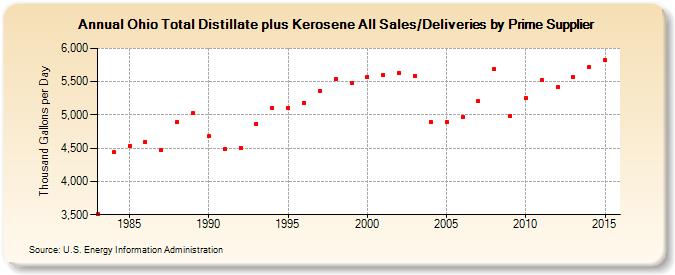 Annual Ohio Total Distillate plus Kerosene All Sales/Deliveries by Prime Supplier
Thousand Gallons per Day
6,000
5,500
5,000
4,500
4,000
3,500
1985 1990 1995 2000 2005 2010 2015
Source: U.S. Energy Information Administration